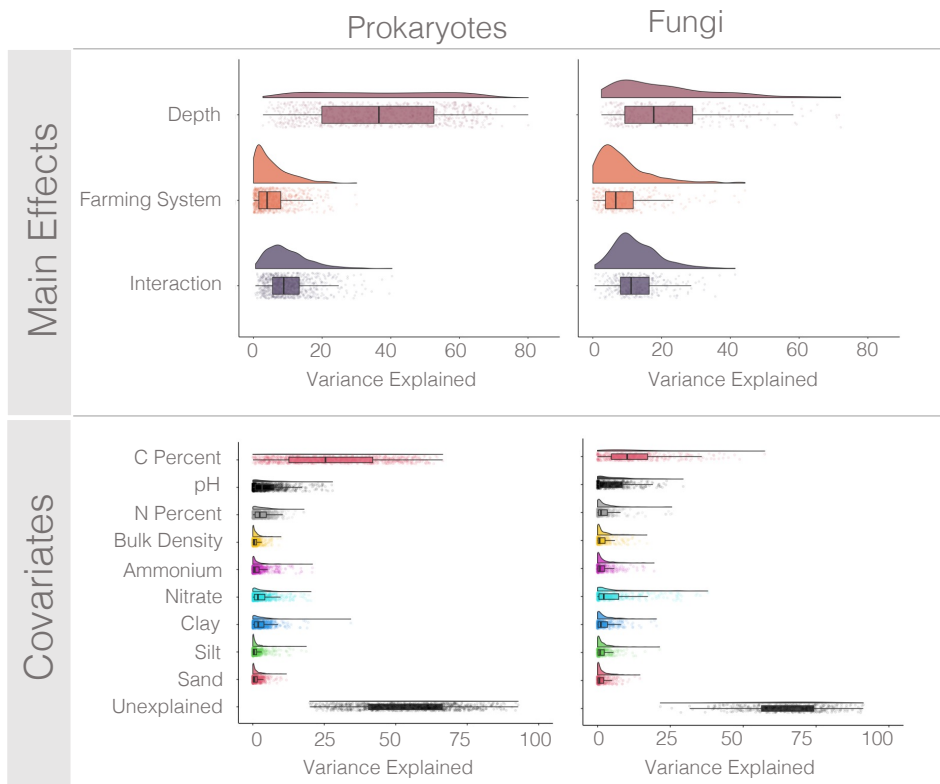 Prokaryotes Fungi
Main Effects
Depth
Farming System
Interaction
0 20 40 60 80 0 20 40 60 80
Variance Explained Variance Explained
Covariates
C Percent
pH
N Percent
Bulk Density
Ammonium
Nitrate
Clay
Silt
Sand
Unexplained
0 25 50 75 100 0 25 50 75 100
Variance Explained Variance Explained